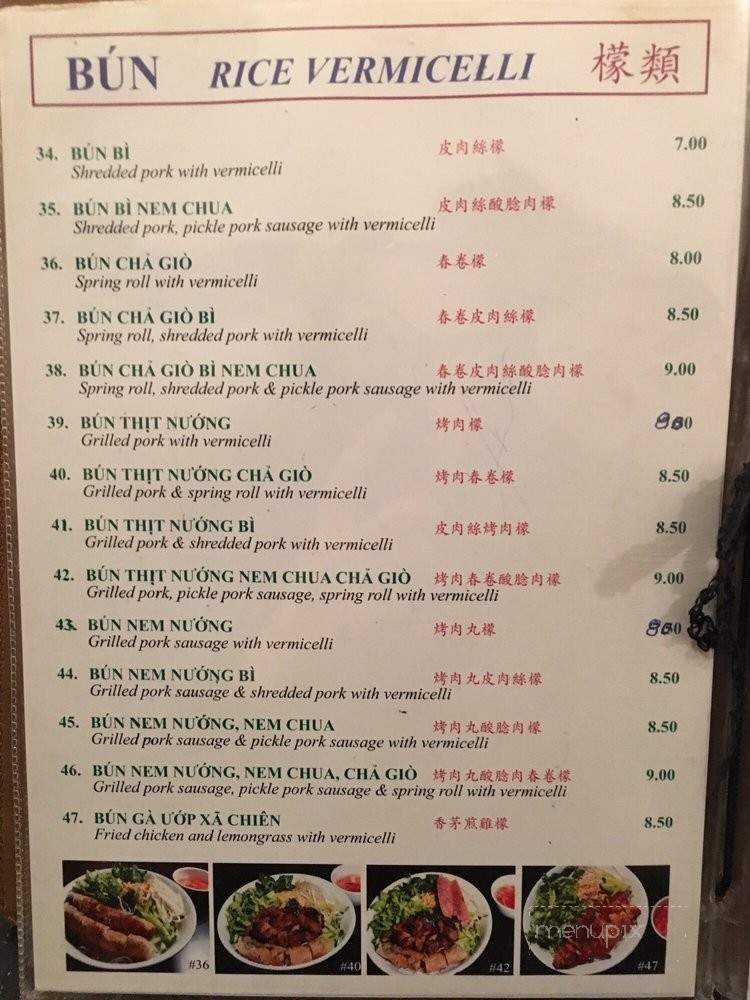 BÚN RICE VERMICELLI 檬類
34. BÚN BÌ 皮肉絲檬 7.00
Shredded pork with vermicelli
35. BÚN BÌ NEM CHUA 皮肉絲酸腍肉檬 8.50
Shredded pork, pickle pork sausage with vermicelli
36. BÚN CHẢ GIÒ 春卷檬 8.00
Spring roll with vermicelli
37. BÚN CHẢ GIÒ BÌ 春卷皮肉絲檬 8.50
Spring roll, shredded pork with vermicelli
38. BÚN CHẢ GIÒ BÌ NEM CHUA 春卷皮肉絲酸腍肉檬 9.00
Spring roll, shredded pork & pickle pork sausage with vermicelli
39. BÚN THỊT NƯỚNG 烤肉檬
Grilled pork with vermicelli
40. BÚN THỊT NƯỚNG CHẢ GIÒ 烤肉春卷檬 8.50
Grilled pork & spring roll with vermicelli
41. BÚN THỊT NƯỚNG BÌ 皮肉絲烤肉檬 8.50
Grilled pork & shredded pork with vermicelli
42. BÚN THỊT NƯỚNG NEM CHUA CHẢ GIÒ 烤肉春卷酸腍肉檬 9.00
Grilled pork, pickle pork sausage, spring roll with vermicelli
43. BÚN NEM NƯỚNG 烤肉丸檬
Grilled pork sausage with vermicelli
44. BÚN NEM NƯỚNG BÌ 烤肉丸皮肉絲檬 8.50
Grilled pork sausage & shredded pork with vermicelli
45. BÚN NEM NƯỚNG, NEM CHUA 烤肉丸酸腍肉檬 8.50
Grilled pork sausage & pickle pork sausage with vermicelli
46. BÚN NEM NƯỚNG, NEM CHUA, CHẢ GIÒ 烤肉丸酸腍肉春卷檬 9.00
Grilled pork sausage, pickle pork sausage & spring roll with vermicelli
47. BÚN GÀ ƯỚP XÃ CHIÊN 香茅煎雞檬 8.50
Fried chicken and lemongrass with vermicelli
#36 #40 #42 #47
menupix